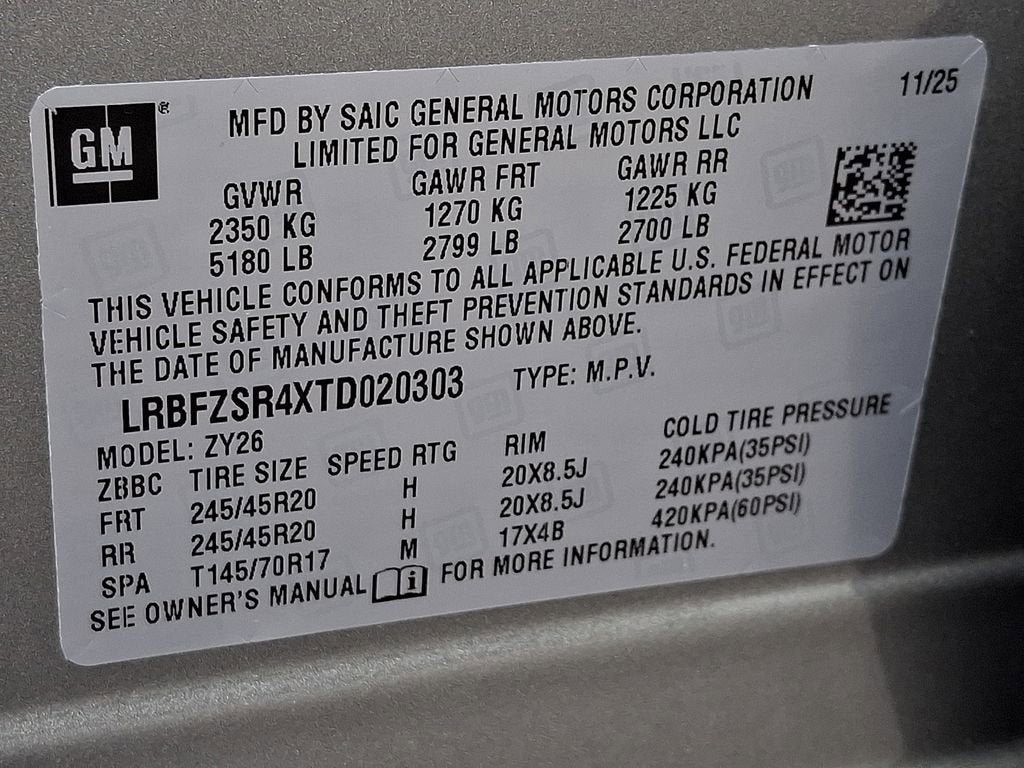 GM ®
11/25
MFD BY SAIC GENERAL MOTORS CORPORATION
LIMITED FOR GENERAL MOTORS LLC
GVWR GAWR FRT GAWR RR
2350 KG 1270 KG 1225 KG
5180 LB 2799 LB 2700 LB
THIS VEHICLE CONFORMS TO ALL APPLICABLE U.S. FEDERAL MOTOR
VEHICLE SAFETY AND THEFT PREVENTION STANDARDS IN EFFECT ON
THE DATE OF MANUFACTURE SHOWN ABOVE.
LRBFZSR4XTD020303 TYPE: M.P.V.
MODEL: ZY26
ZBBC TIRE SIZE SPEED RTG RIM COLD TIRE PRESSURE
FRT 245/45R20 H 20X8.5J 240KPA(35PSI)
RR 245/45R20 H 20X8.5J 240KPA(35PSI)
SPA T145/70R17 M 17X4B 420KPA(60PSI)
SEE OWNER'S MANUAL i FOR MORE INFORMATION.